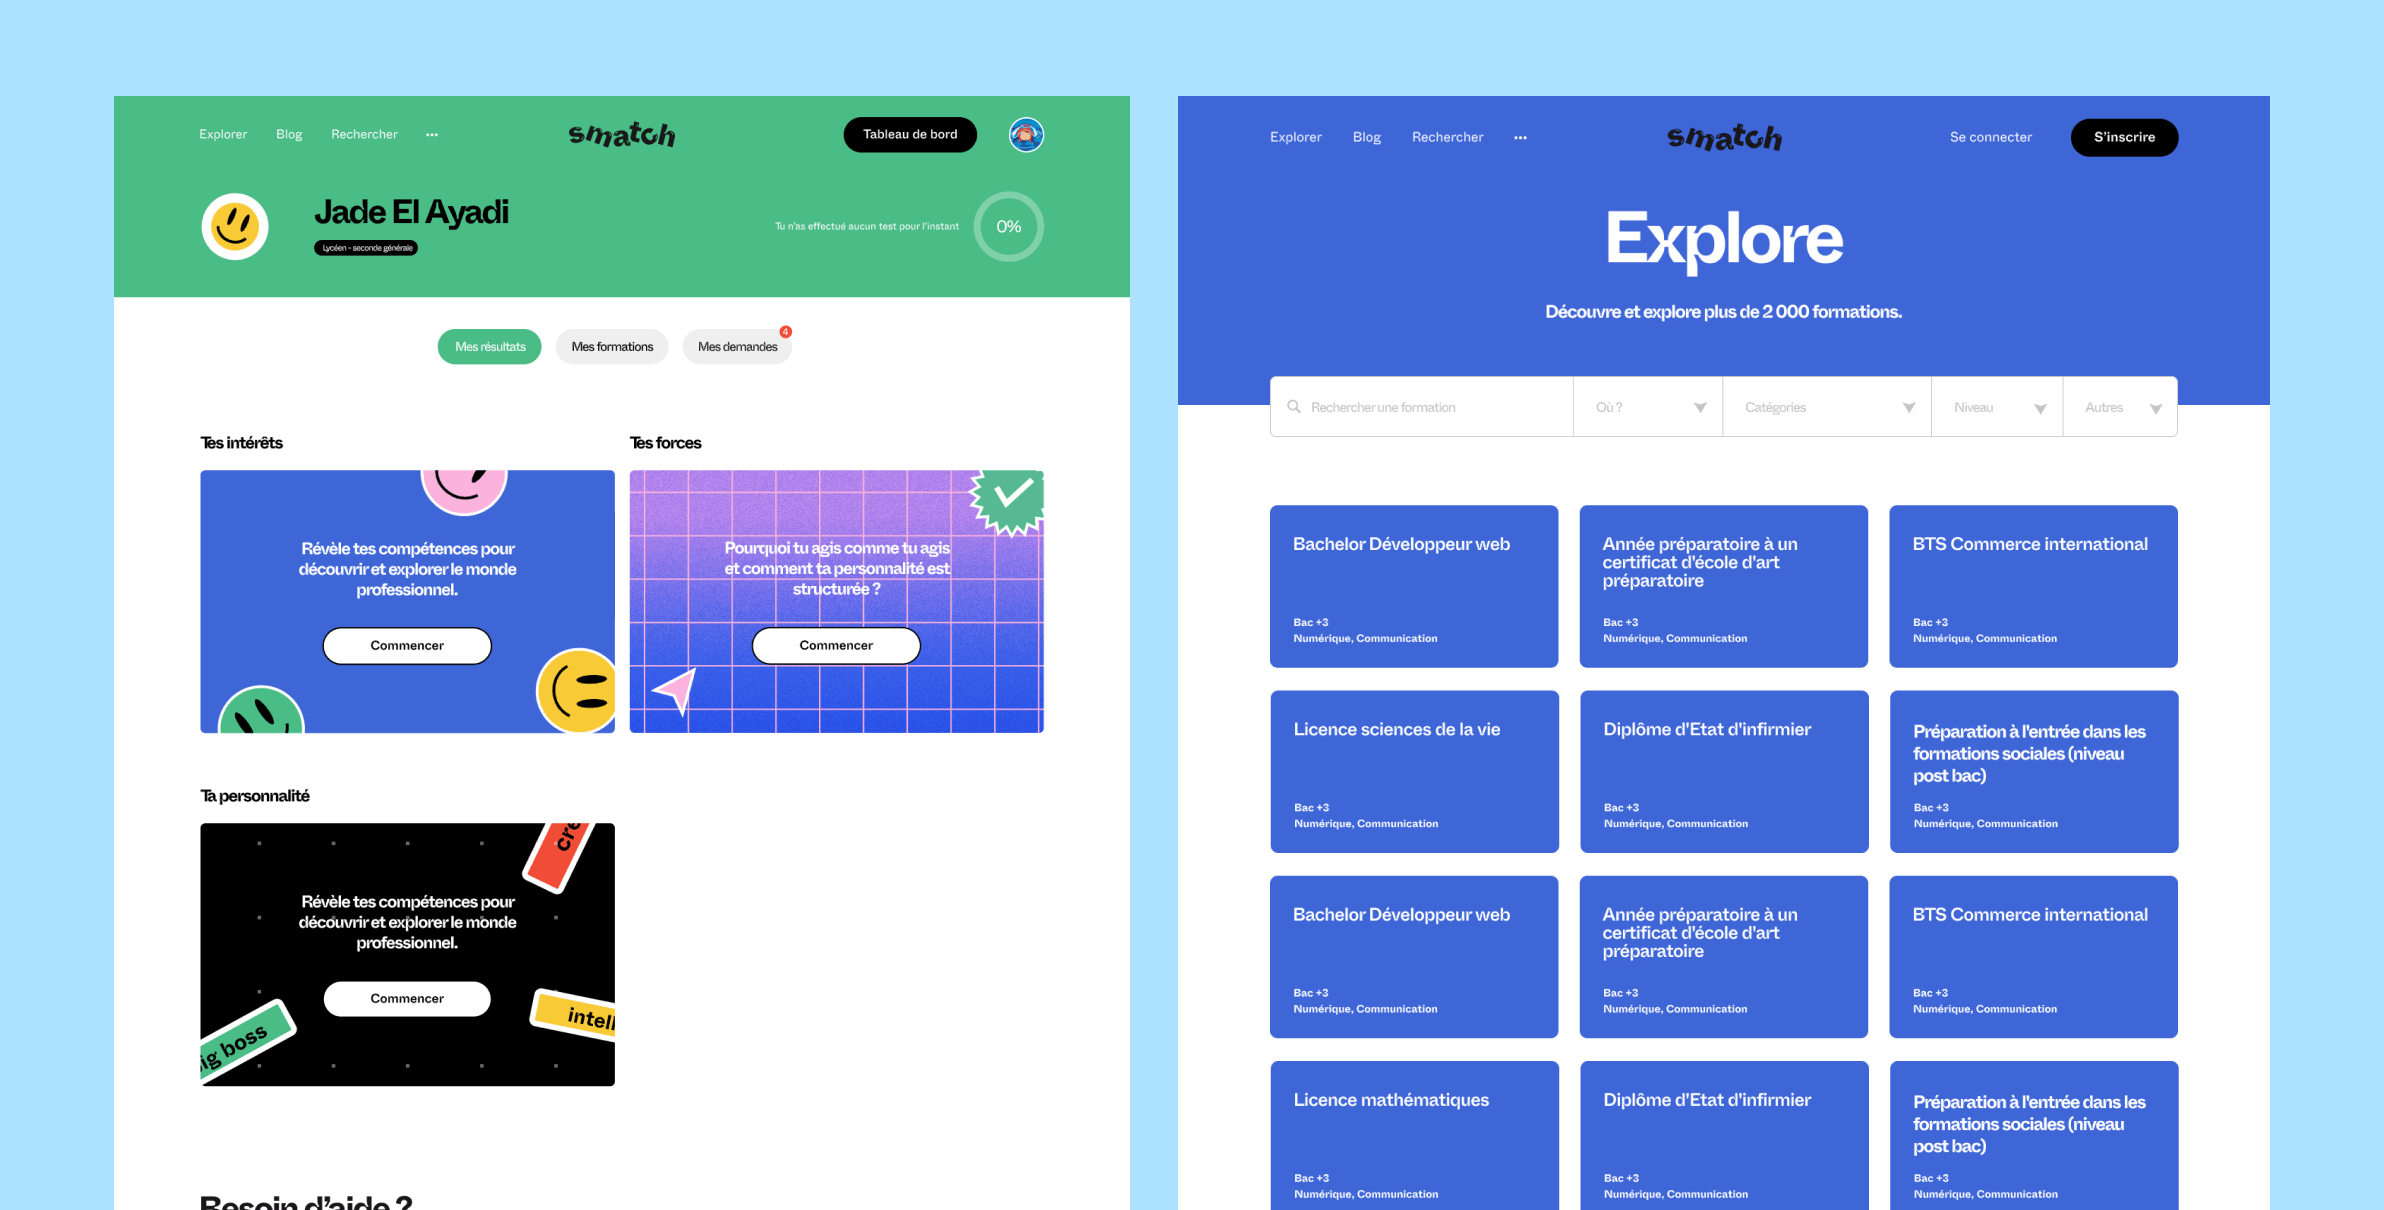 Explorer Blog Rechercher
smatch
Tableau de bord
Jade El Ayadi
Lycéen - seconde générale
Tu n'as effectué aucun test pour l'instant
0%
Mes résultats
Mes formations
Mes demandes
4
Tes intérêts
Révèle tes compétences pour
découvrir et explorer le monde
professionnel.
Commencer
Tes forces
Pourquoi tu agis comme tu agis
et comment ta personnalité est
structurée ?
Commencer
Ta personnalité
cre
Révèle tes compétences pour
découvrir et explorer le monde
professionnel.
Commencer
ig boss
intell
Besoin d'aide ?
Explorer Blog Rechercher
smatch
Se connecter
S'inscrire
Explore
Découvre et explore plus de 2 000 formations.
Rechercher une formation
Où ?
Catégories
Niveau
Autres
Bachelor Développeur web
Bac +3
Numérique, Communication
Année préparatoire à un
certificat d'école d'art
préparatoire
Bac +3
Numérique, Communication
BTS Commerce international
Bac +3
Numérique, Communication
Licence sciences de la vie
Bac +3
Numérique, Communication
Diplôme d'Etat d'infirmier
Bac +3
Numérique, Communication
Préparation à l'entrée dans les
formations sociales (niveau
post bac)
Bac +3
Numérique, Communication
Bachelor Développeur web
Bac +3
Numérique, Communication
Année préparatoire à un
certificat d'école d'art
préparatoire
Bac +3
Numérique, Communication
BTS Commerce international
Bac +3
Numérique, Communication
Licence mathématiques
Bac +3
Numérique, Communication
Diplôme d'Etat d'infirmier
Bac +3
Numérique, Communication
Préparation à l'entrée dans les
formations sociales (niveau
post bac)
Bac +3
Numérique, Communication